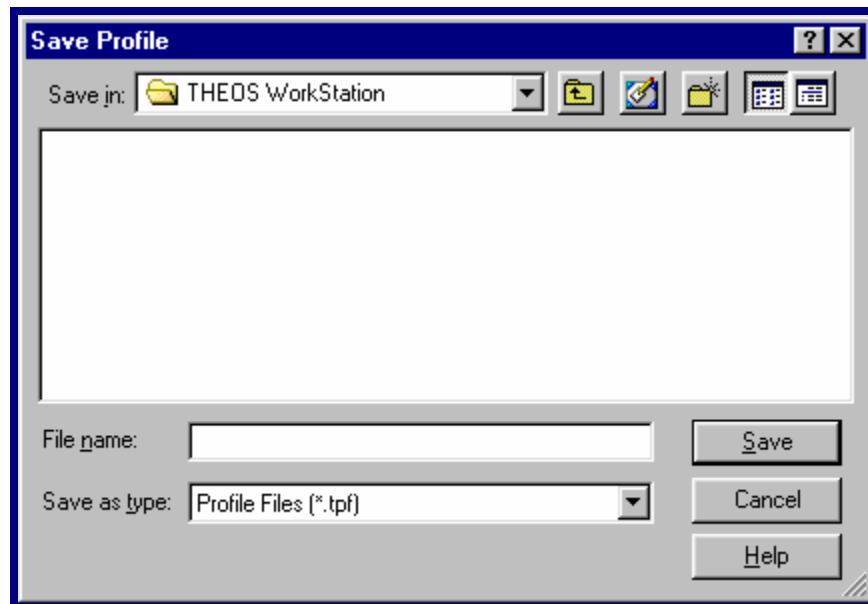 Save Profile
Save in: THEOS WorkStation
File name:
Save
Save as type: Profile Files (*.tpf)
Cancel
Help